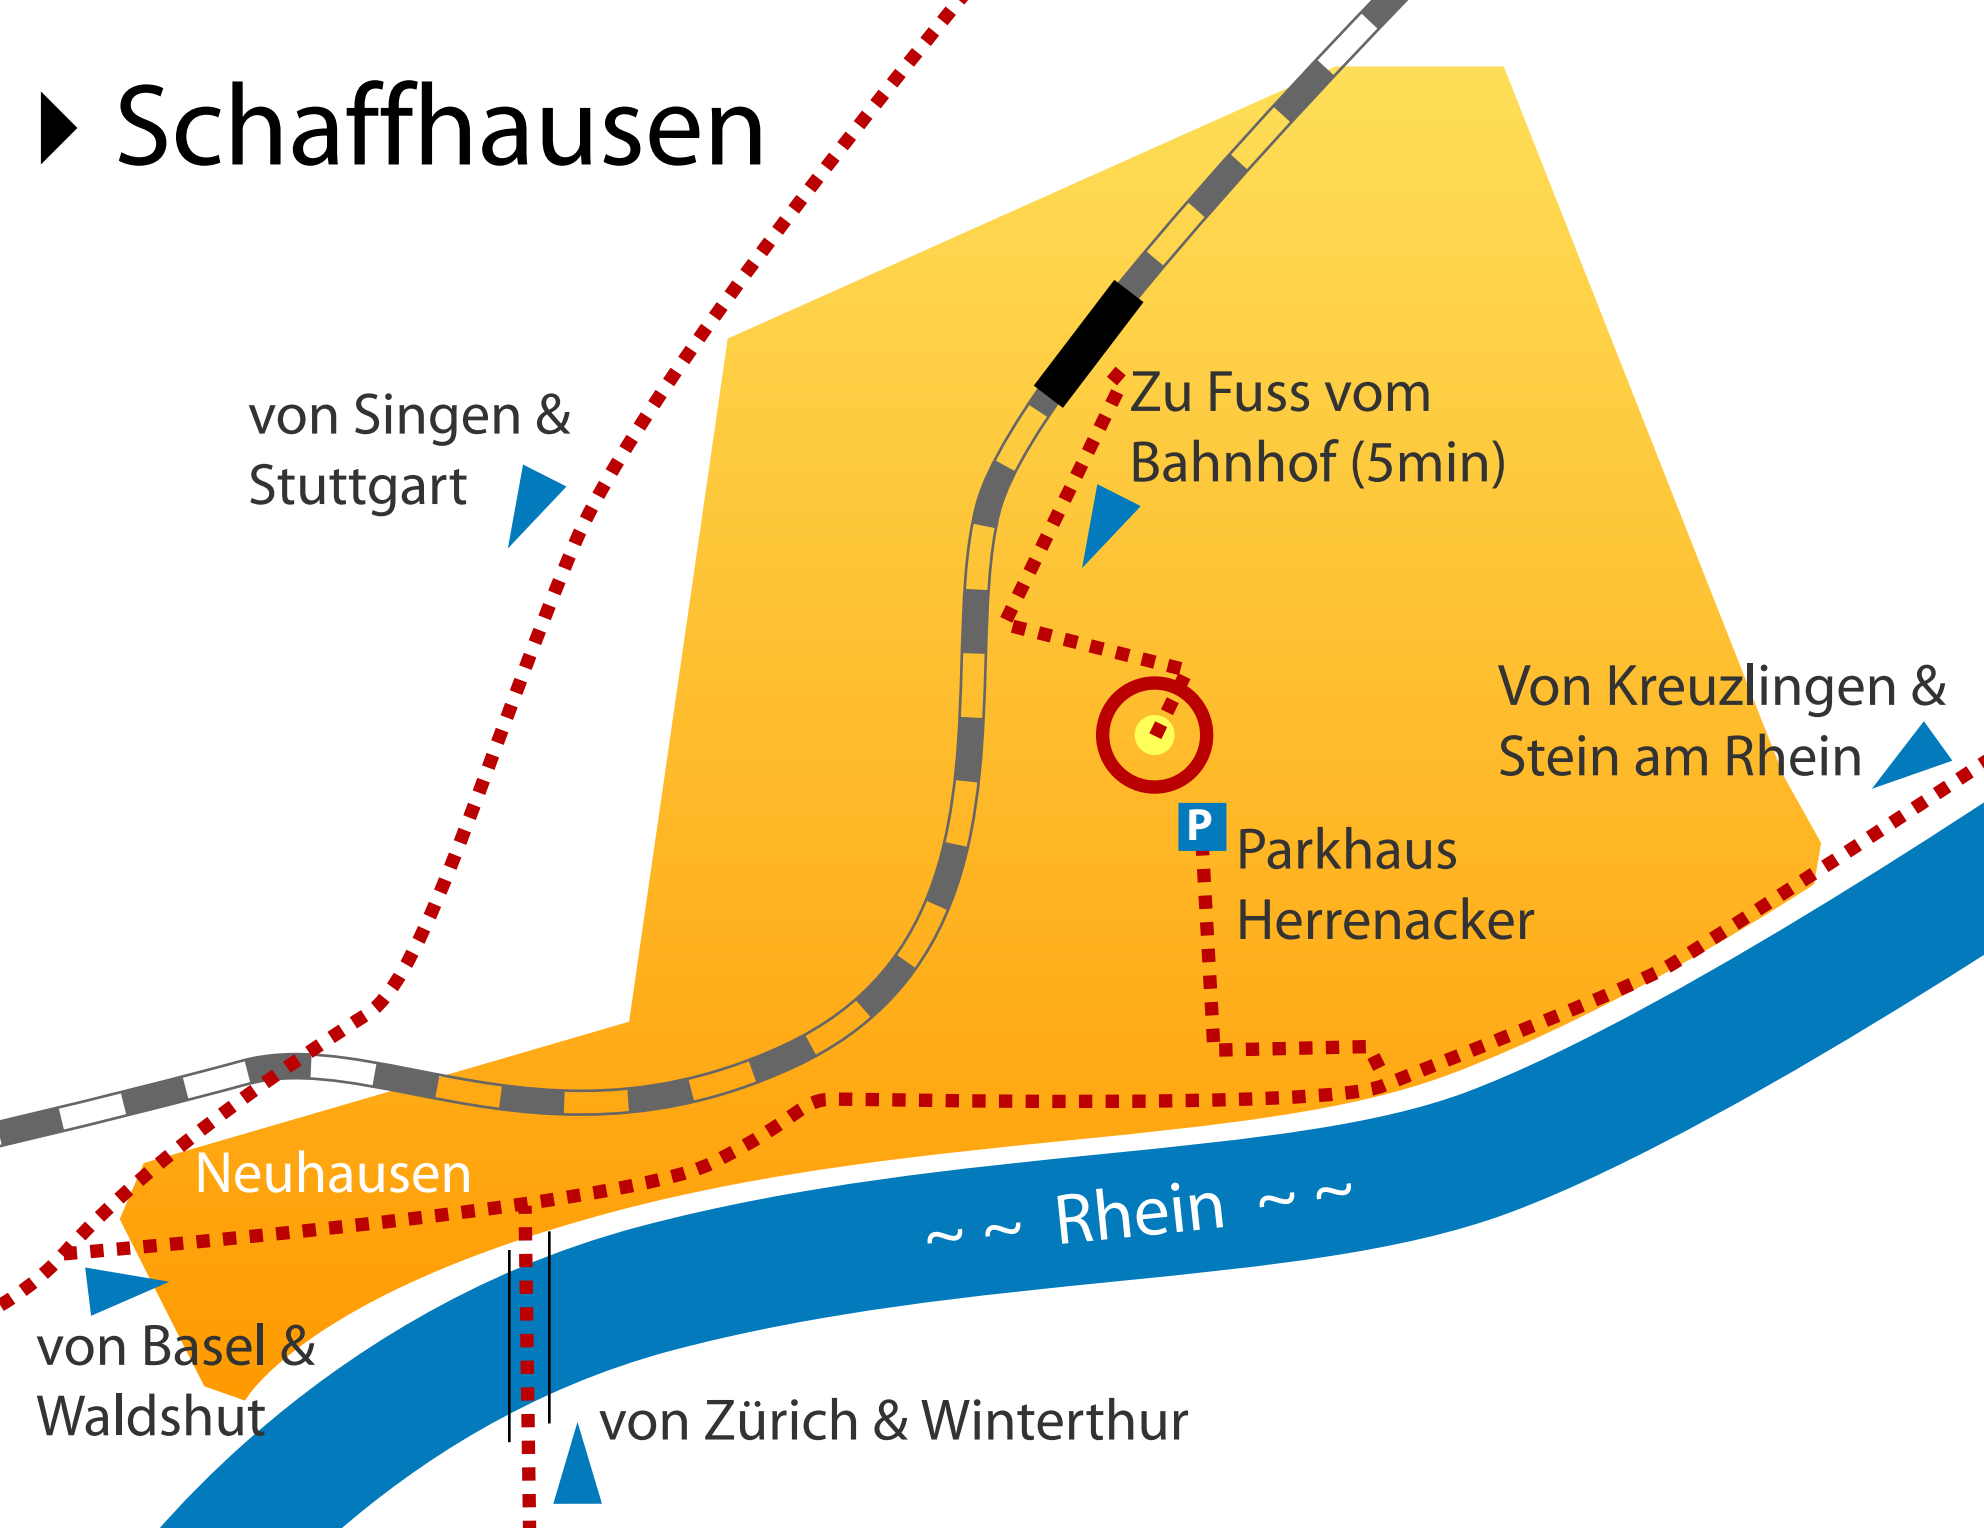 Schaffhausen
von Singen &
Stuttgart
Zu Fuss vom
Bahnhof (5min)
Von Kreuzlingen &
Stein am Rhein
P
Parkhaus
Herrenacker
Neuhausen
~ ~ Rhein ~ ~
von Basel &
Waldshut
von Zürich & Winterthur